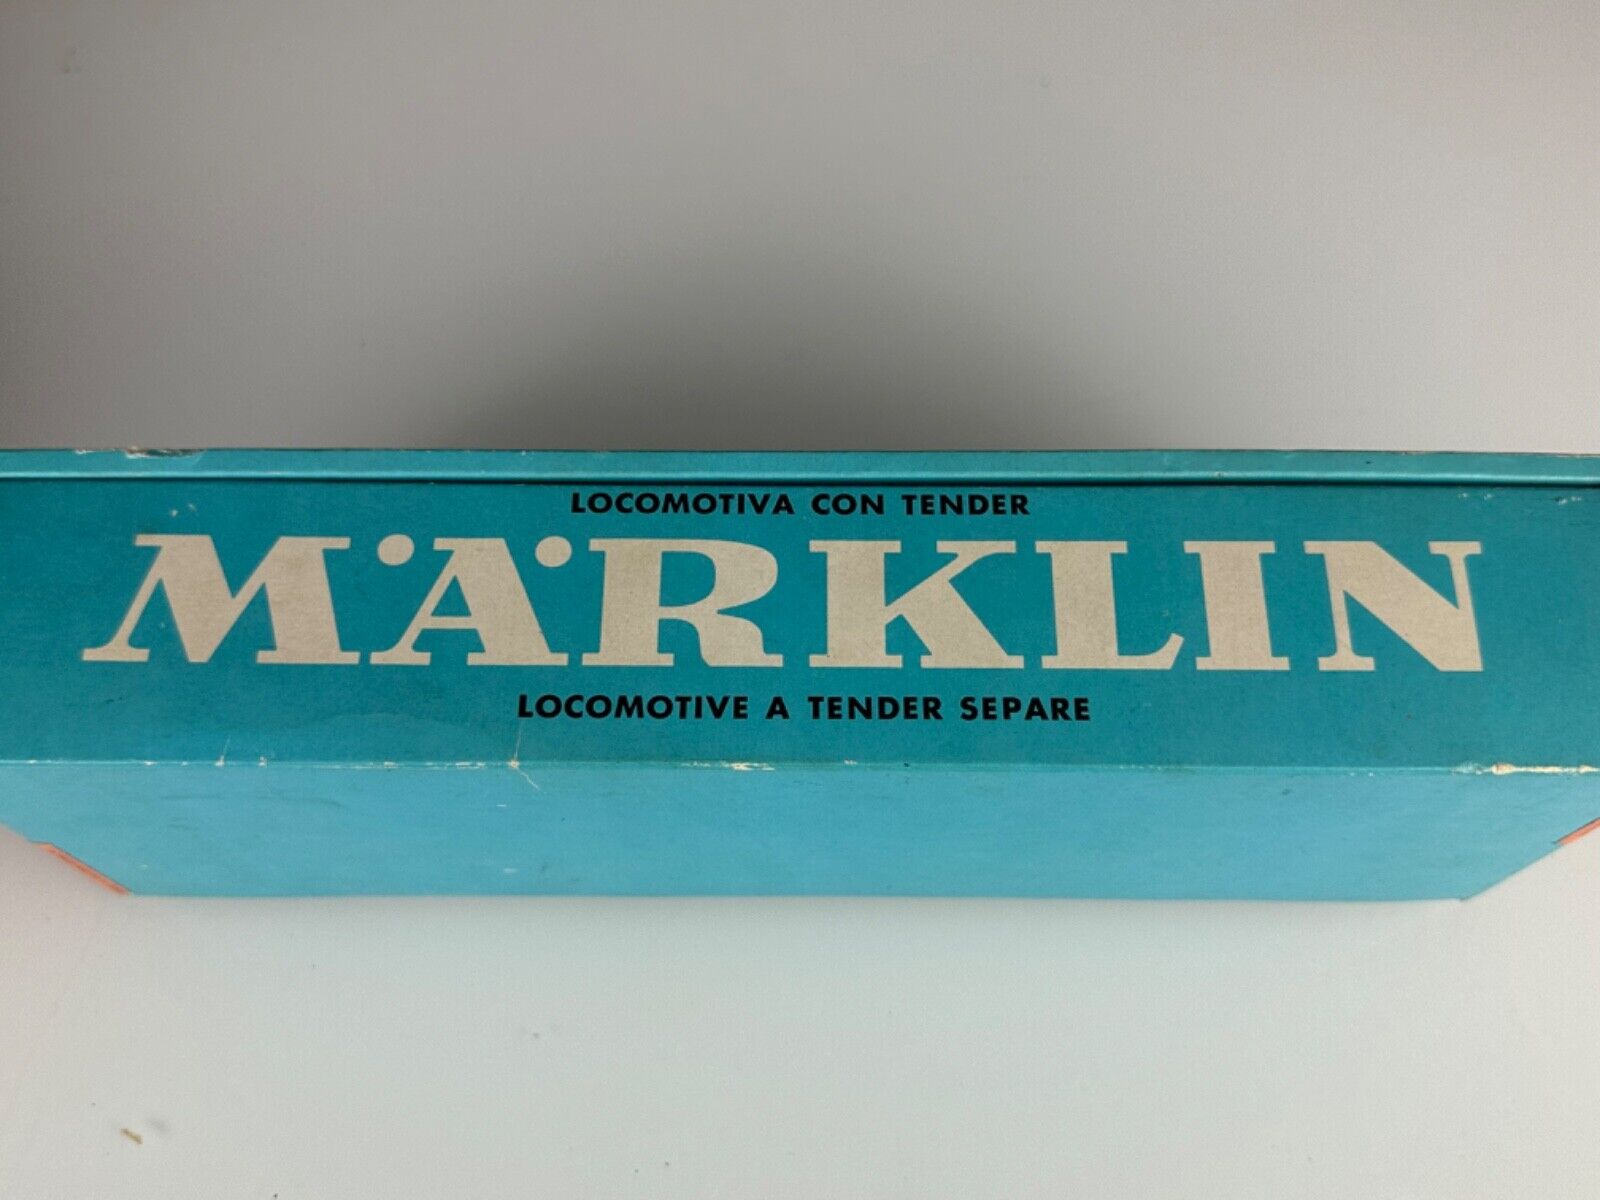 LOCOMOTIVA CON TENDER
MÄRKLIN
LOCOMOTIVE A TENDER SEPARE